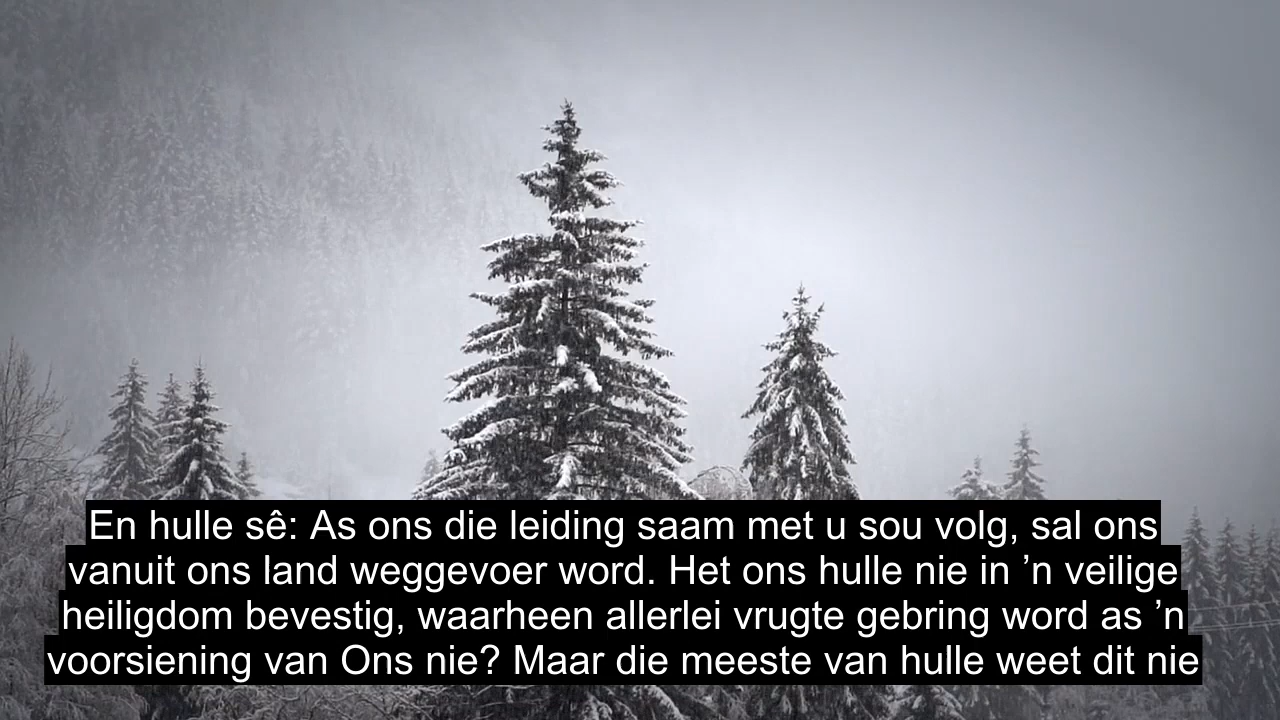 En hulle sê: As ons die leiding saam met u sou volg, sal ons
vanuit ons land weggevoer word. Het ons hulle nie in ’n veilige
heiligdom bevestig, waarheen allerlei vrugte gebring word as ’n
voorsiening van Ons nie? Maar die meeste van hulle weet dit nie